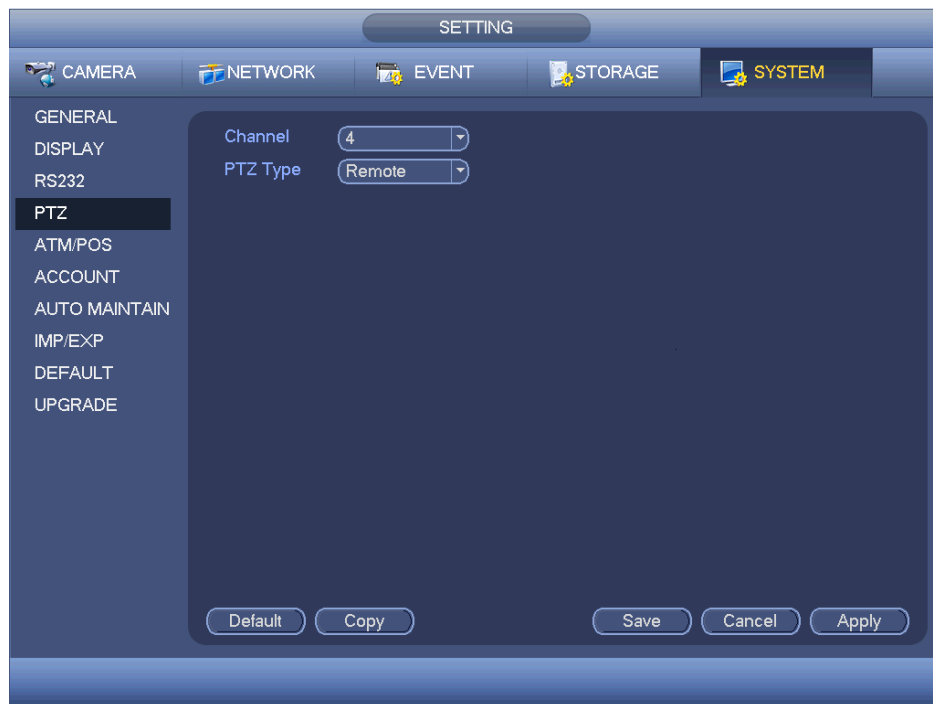 SETTING
CAMERA NETWORK EVENT STORAGE SYSTEM
GENERAL
DISPLAY
RS232
PTZ
ATM/POS
ACCOUNT
AUTO MAINTAIN
IMP/EXP
DEFAULT
UPGRADE
Channel 4
PTZ Type Remote
Default Copy Save Cancel Apply